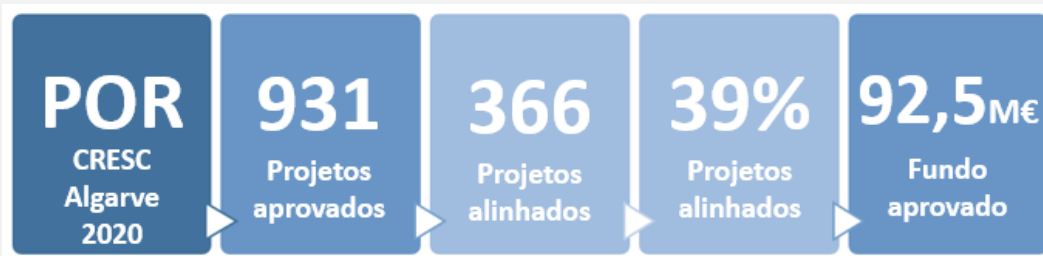 POR
CRESC
Algarve
2020
931
Projetos
aprovados
366
Projetos
alinhados
39%
Projetos
alinhados
92,5M€
Fundo
aprovado